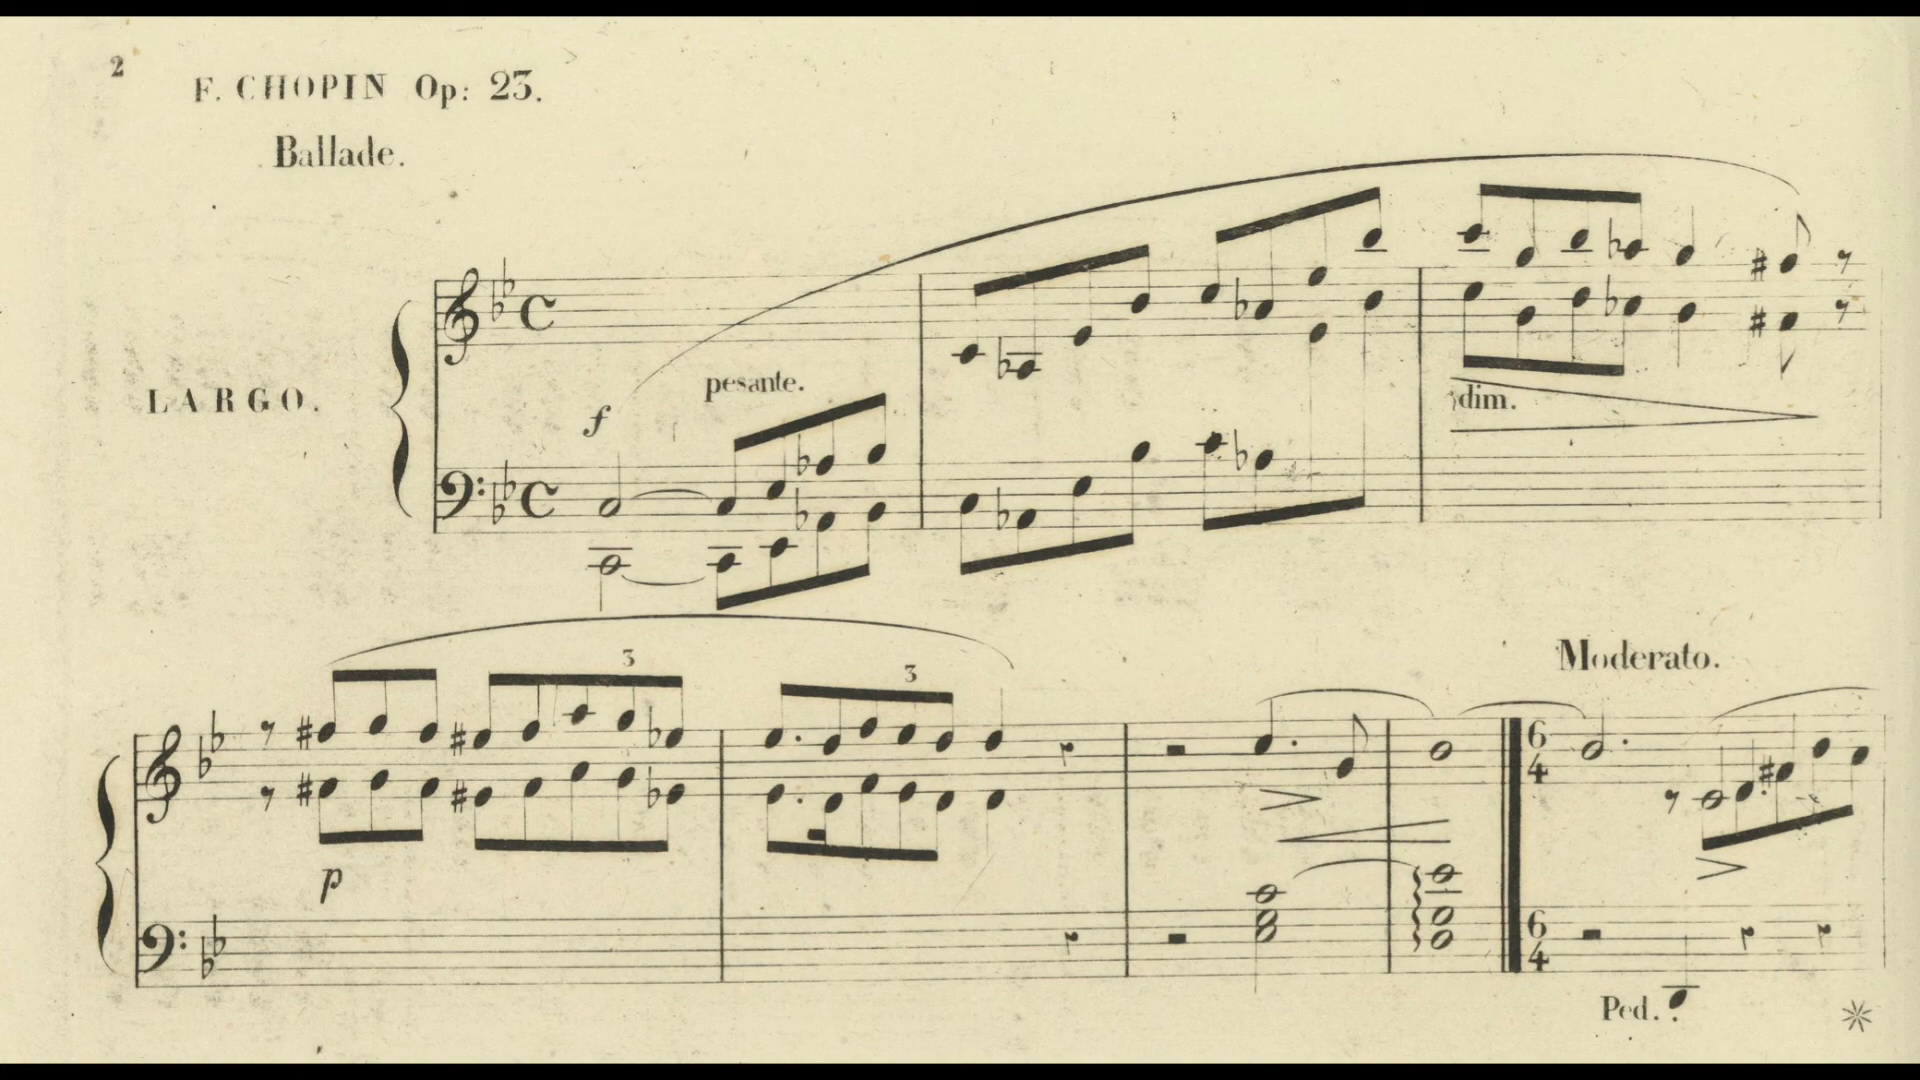 2
F. CHOPIN Op: 23.
Ballade.
LARGO.
f
pesante.
dim.
3
3
Moderato.
p
6
4
6
4
Ped.